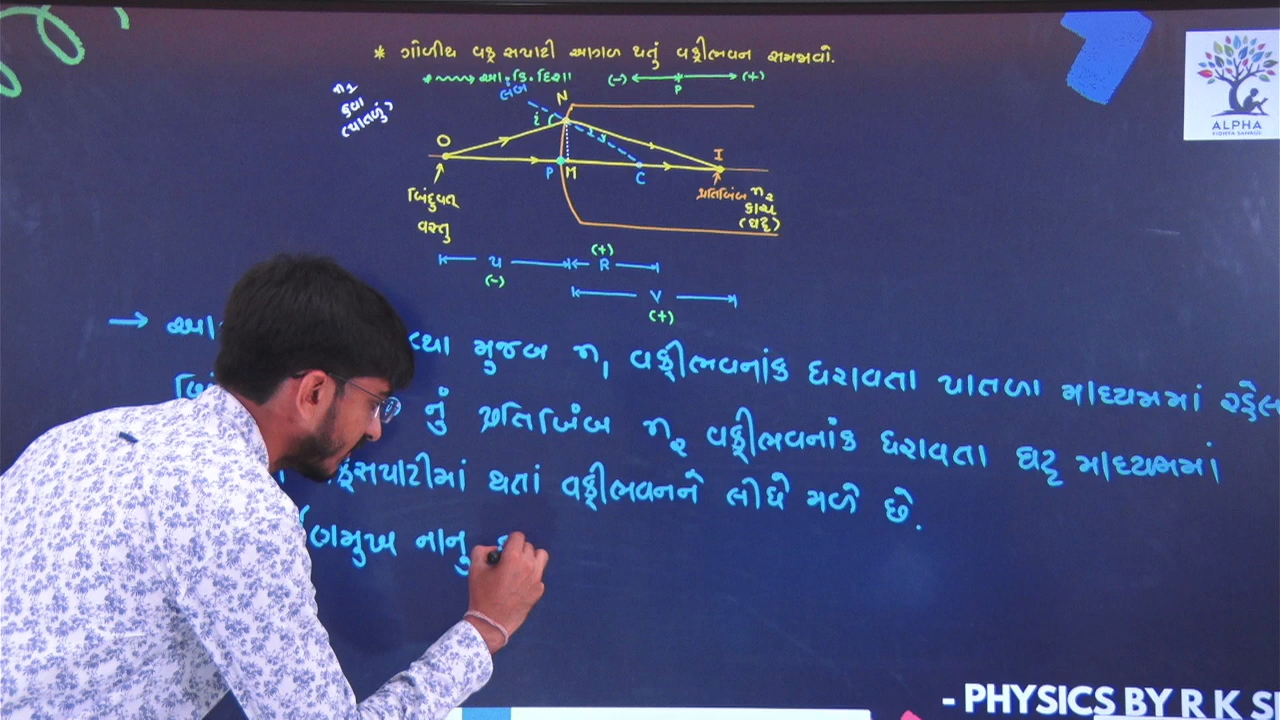 * ગોળીય વક્ર સપાટી આગળ થતું વક્રીભવન સમજાવો.
આ.કિ.દિશા (-) (+)
P
લંબ
n₁
હવા
(પાતળું)
N
i
r
O
P M
C
I
બિંદુવત્
વસ્તુ
પ્રતિબિંબ
n₂
કાચ
(ઘટ્ટ)
(+)
u R
(-)
V
(+)
→ આ મુજબ n₁ વક્રીભવનાંક ધરાવતા પાતળા માધ્યમમાં રહેલ
નું પ્રતિબિંબ n₂ વક્રીભવનાંક ધરાવતા ઘટ્ટ માધ્યમમાં
થતાં વક્રીભવનને લીધે મળે છે.
નાનુ
ALPHA
VIDHYA SANKUL
- PHYSICS BY R K S